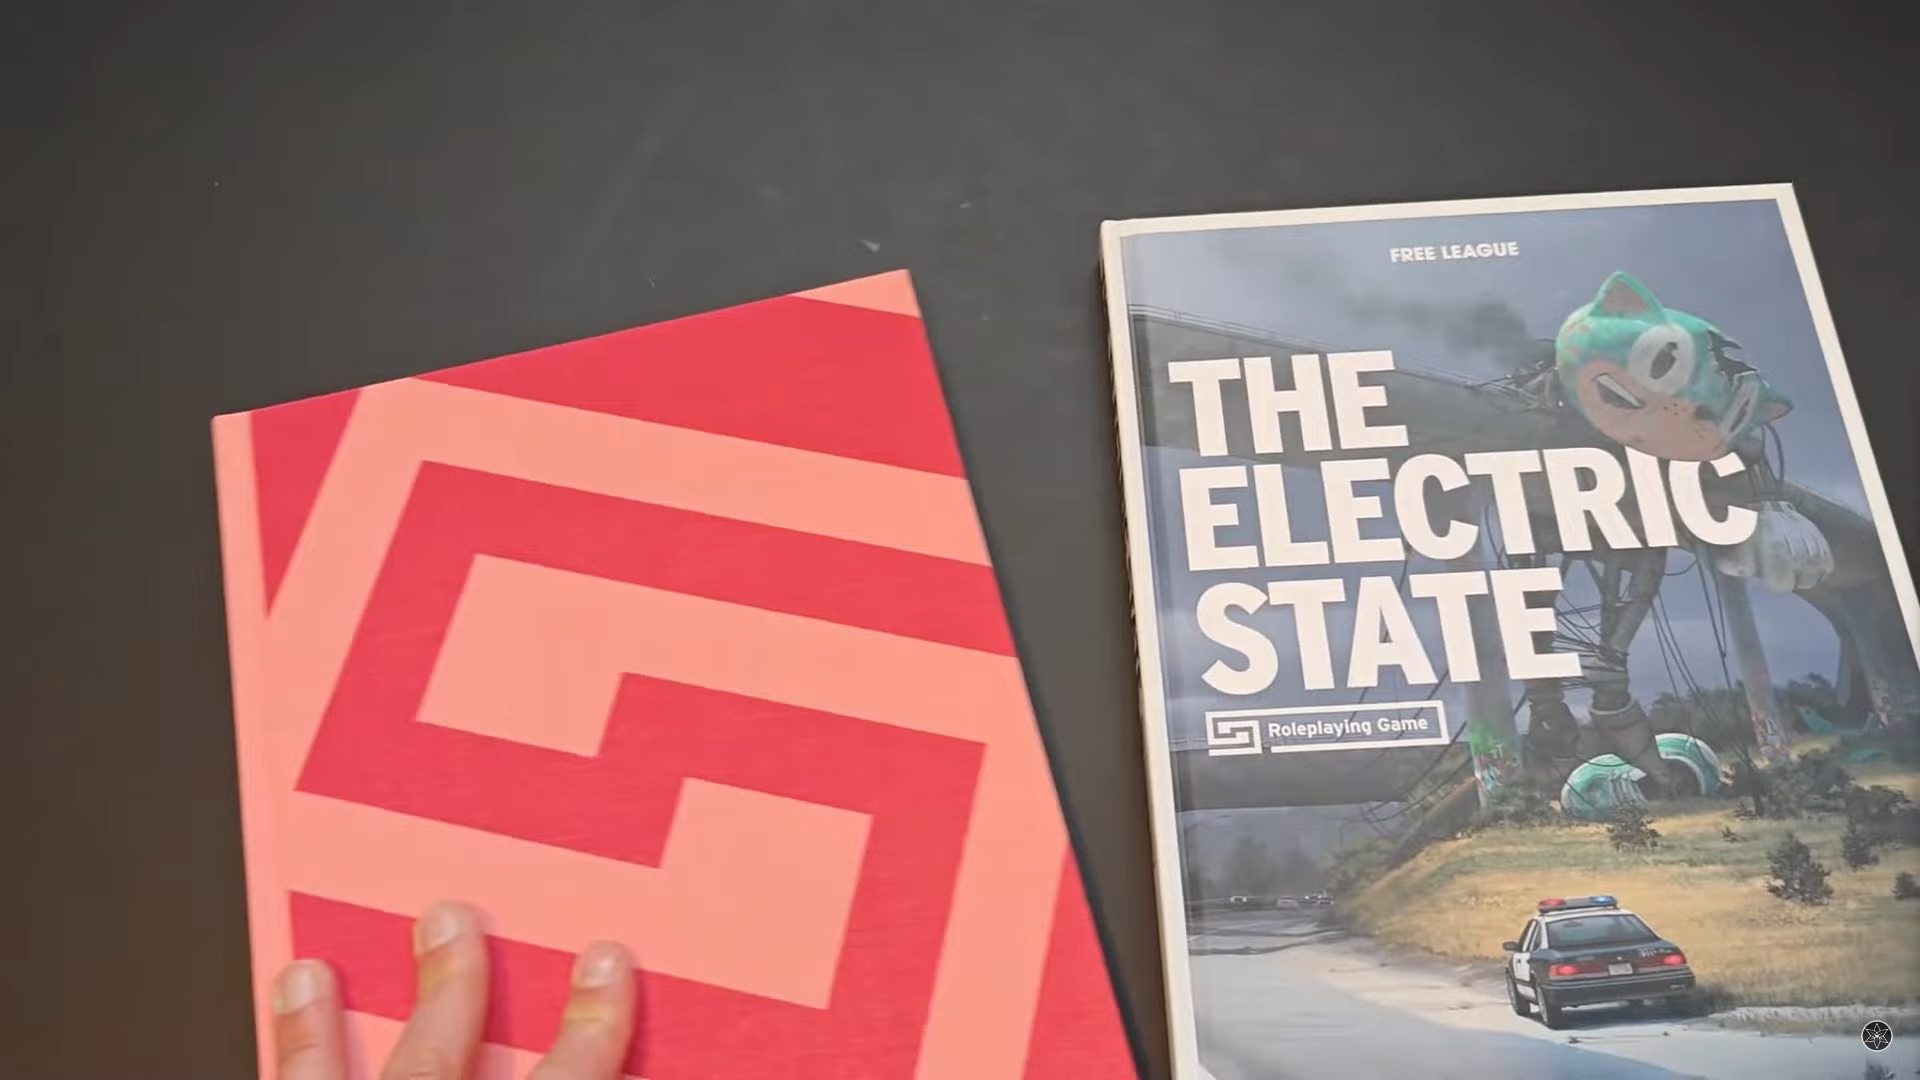 FREE LEAGUE
THE
ELECTRIC
STATE
Roleplaying Game